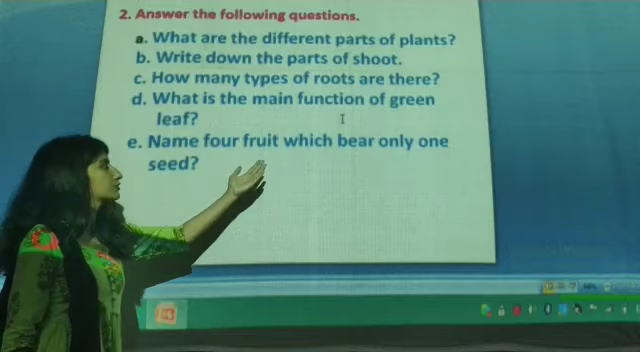 2. Answer the following questions.
a. What are the different parts of plants?
b. Write down the parts of shoot.
c. How many types of roots are there?
d. What is the main function of green
leaf?
e. Name four fruit which bear only one
seed?